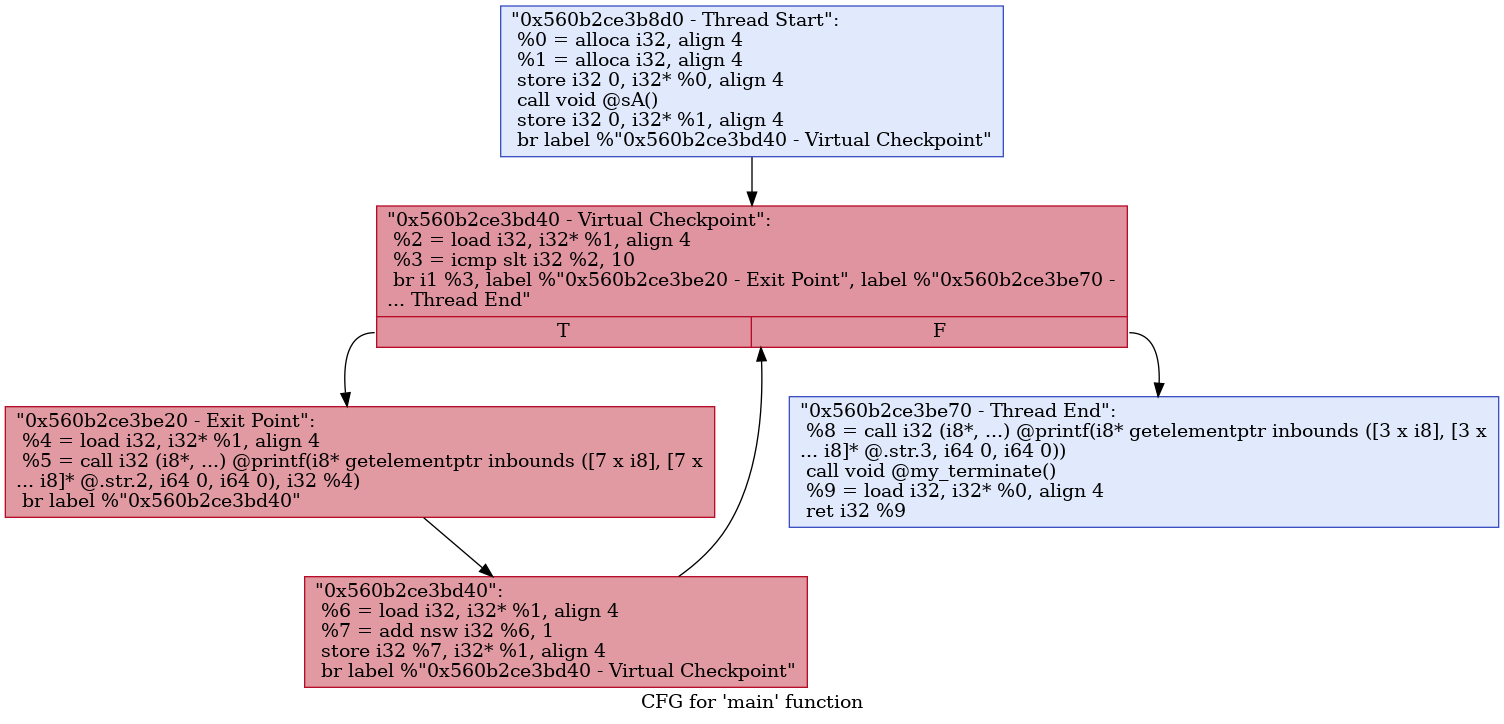 "0x560b2ce3b8d0 - Thread Start":
%0 = alloca i32, align 4
%1 = alloca i32, align 4
store i32 0, i32* %0, align 4
call void @sA()
store i32 0, i32* %1, align 4
br label %"0x560b2ce3bd40 - Virtual Checkpoint"
"0x560b2ce3bd40 - Virtual Checkpoint":
%2 = load i32, i32* %1, align 4
%3 = icmp slt i32 %2, 10
br i1 %3, label %"0x560b2ce3be20 - Exit Point", label %"0x560b2ce3be70 -
... Thread End"
T
F
"0x560b2ce3be20 - Exit Point":
%4 = load i32, i32* %1, align 4
%5 = call i32 (i8*, ...) @printf(i8* getelementptr inbounds ([7 x i8], [7 x
... i8]* @.str.2, i64 0, i64 0), i32 %4)
br label %"0x560b2ce3bd40"
"0x560b2ce3be70 - Thread End":
%8 = call i32 (i8*, ...) @printf(i8* getelementptr inbounds ([3 x i8], [3 x
... i8]* @.str.3, i64 0, i64 0))
call void @my_terminate()
%9 = load i32, i32* %0, align 4
ret i32 %9
"0x560b2ce3bd40":
%6 = load i32, i32* %1, align 4
%7 = add nsw i32 %6, 1
store i32 %7, i32* %1, align 4
br label %"0x560b2ce3bd40 - Virtual Checkpoint"
CFG for 'main' function